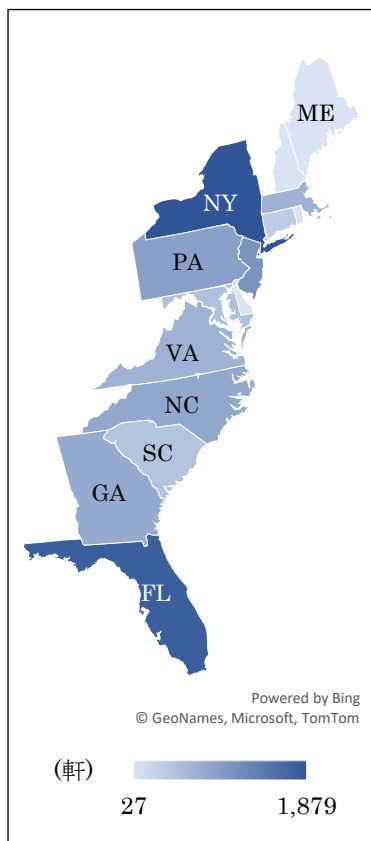 ME
NY
PA
VA
NC
SC
GA
FL
Powered by Bing
© GeoNames, Microsoft, TomTom
(軒)
27 1,879